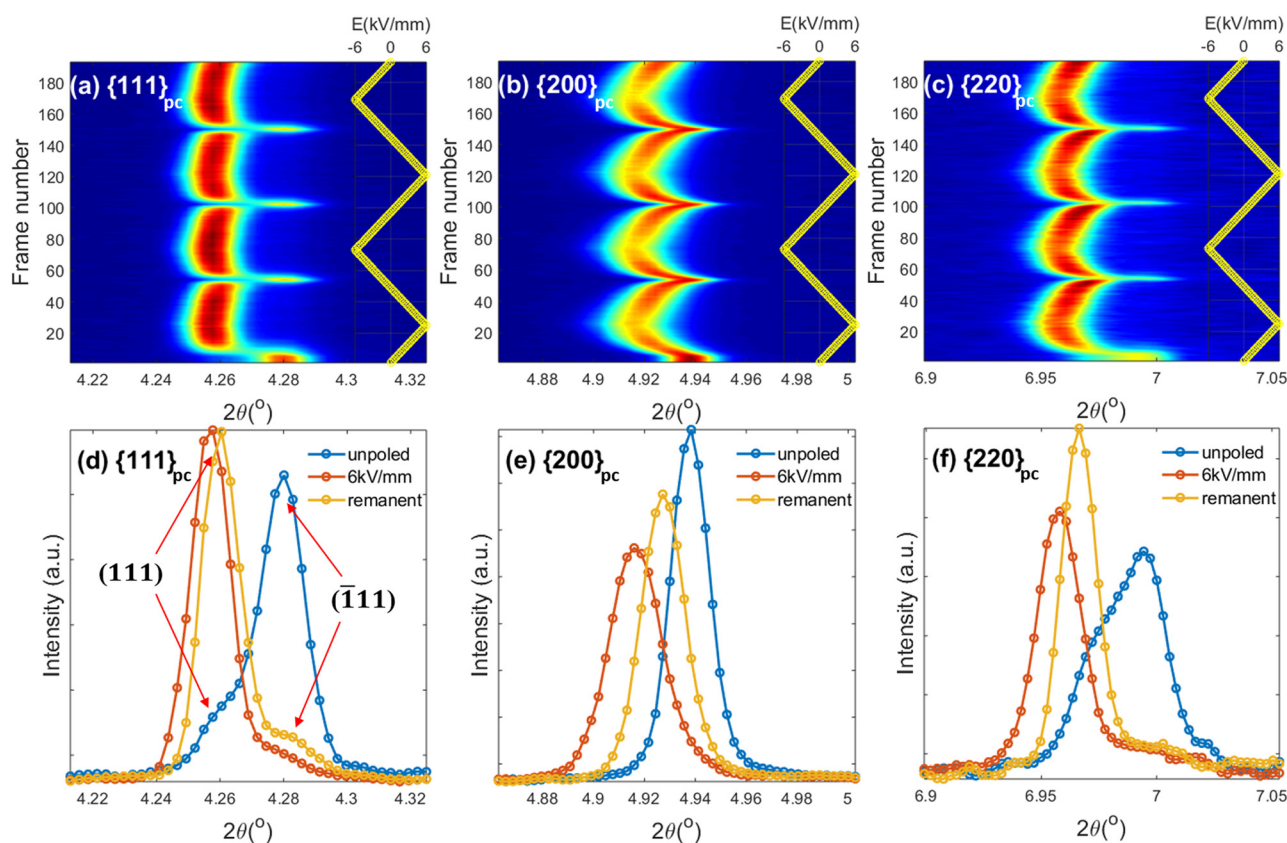 E(kV/mm)
-6 0 6
E(kV/mm)
-6 0 6
E(kV/mm)
-6 0 6
(a) {111}pc
(b) {200}pc
(c) {220}pc
Frame number
180
160
140
120
100
80
60
40
20
Frame number
180
160
140
120
100
80
60
40
20
Frame number
180
160
140
120
100
80
60
40
20
4.22 4.24 4.26 4.28 4.3 4.32
4.88 4.9 4.92 4.94 4.96 4.98 5
6.9 6.95 7 7.05
2θ(°)
2θ(°)
2θ(°)
(d) {111}pc
unpoled
6kV/mm
remanent
(111)
(1̅11)
(e) {200}pc
unpoled
6kV/mm
remanent
(f) {220}pc
unpoled
6kV/mm
remanent
Intensity (a.u.)
Intensity (a.u.)
Intensity (a.u.)
4.22 4.24 4.26 4.28 4.3 4.32
4.88 4.9 4.92 4.94 4.96 4.98 5
6.9 6.95 7 7.05
2θ(°)
2θ(°)
2θ(°)